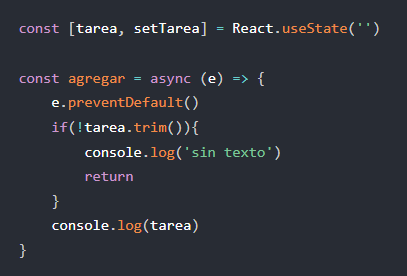 const [tarea, setTarea] = React.useState('')

const agregar = async (e) => {
    e.preventDefault()
    if(!tarea.trim()){
        console.log('sin texto')
        return
    }
    console.log(tarea)
}